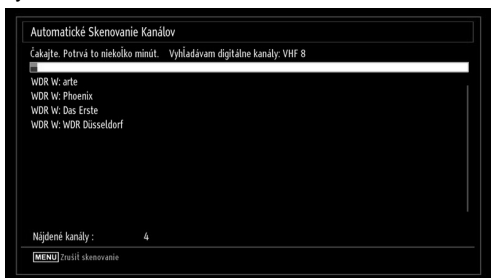 Automatické Skenovanie Kanálov
Čakajte. Potrvá to niekoľko minút. Vyhľadávam digitálne kanály: VHF 8
WDR W: arte
WDR W: Phoenix
WDR W: Das Erste
WDR W: WDR Düsseldorf
Nájdené kanály : 4
MENU Zrušiť skenovanie